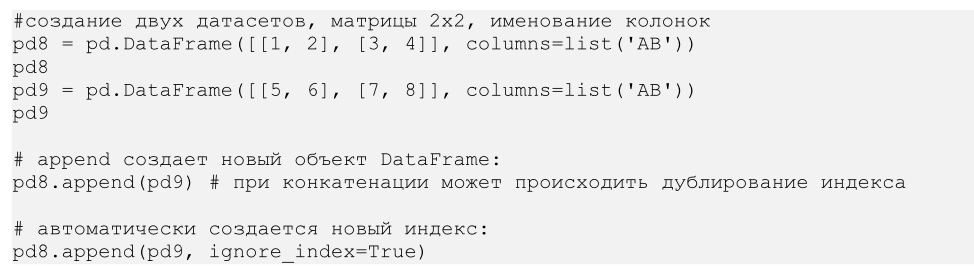 #создание двух датасетов, матрицы 2х2, именование колонок
pd8 = pd.DataFrame([[1, 2], [3, 4]], columns=list('AB'))
pd8
pd9 = pd.DataFrame([[5, 6], [7, 8]], columns=list('AB'))
pd9
# append создает новый объект DataFrame:
pd8.append(pd9) # при конкатенации может происходить дублирование индекса
# автоматически создается новый индекс:
pd8.append(pd9, ignore_index=True)